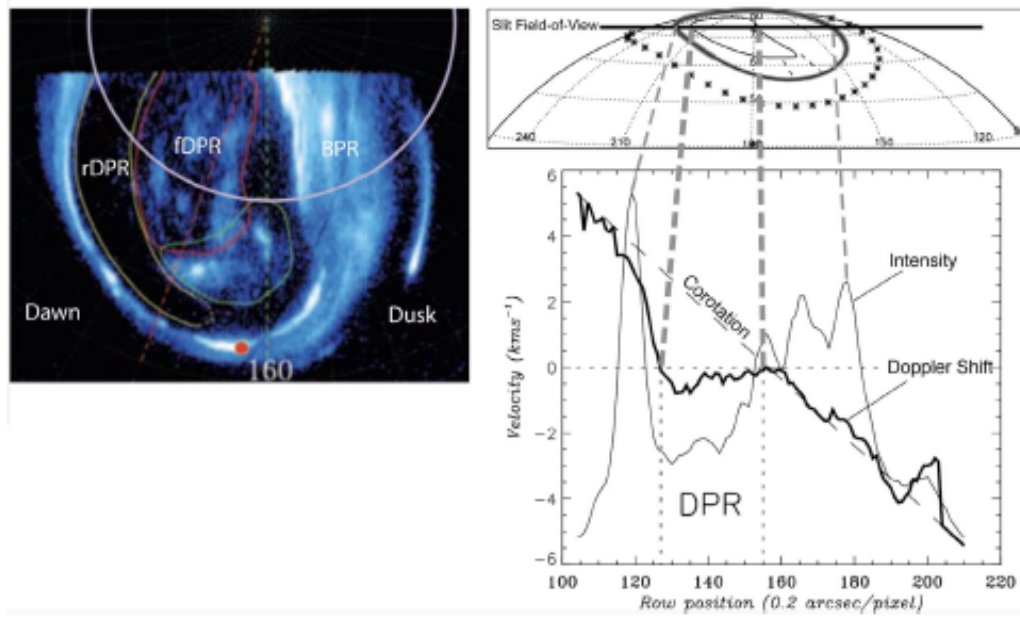 rDPR
fDPR
BPR
Dawn
Dusk
160
Slit Field-of-View
240
210
180
150
120
Intensity
Corotation
Doppler Shift
DPR
Velocity (kms⁻¹)
6
4
2
0
−2
−4
−6
100
120
140
160
180
200
220
Row position (0.2 arcsec/pixel)